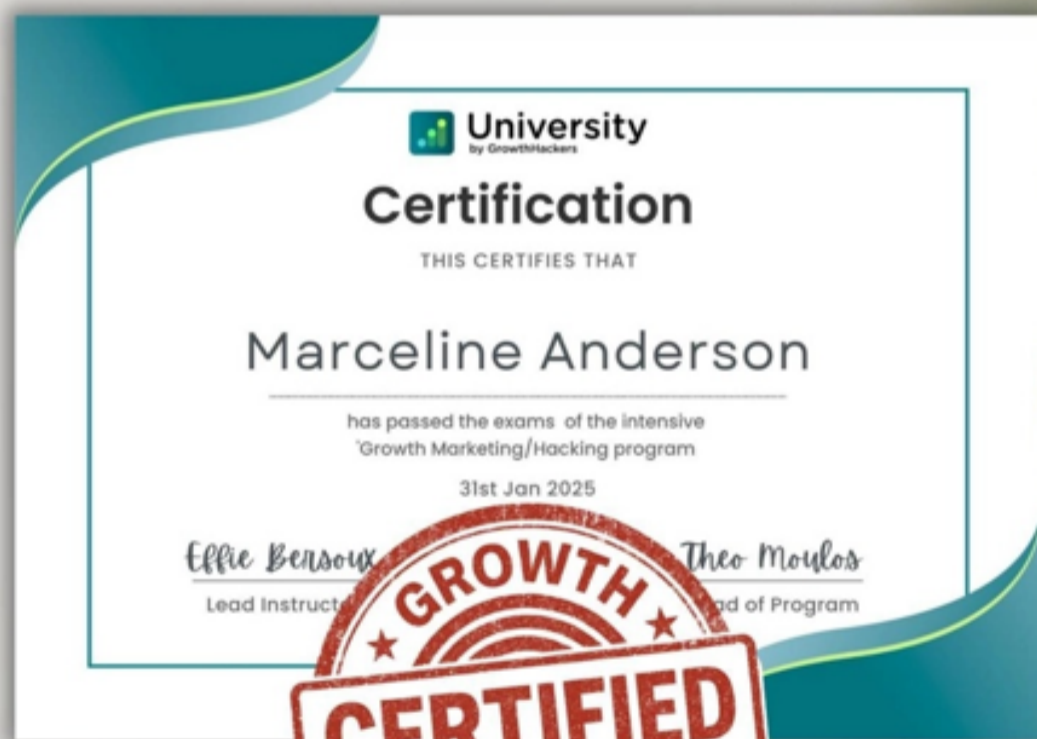 University
by GrowthHackers
Certification
THIS CERTIFIES THAT
Marceline Anderson
has passed the exams of the intensive
"Growth Marketing/Hacking program
31st Jan 2025
Effie Bersoux
Theo Moulos
Lead Instruct
ad of Program
GROWTH
CERTIFIED